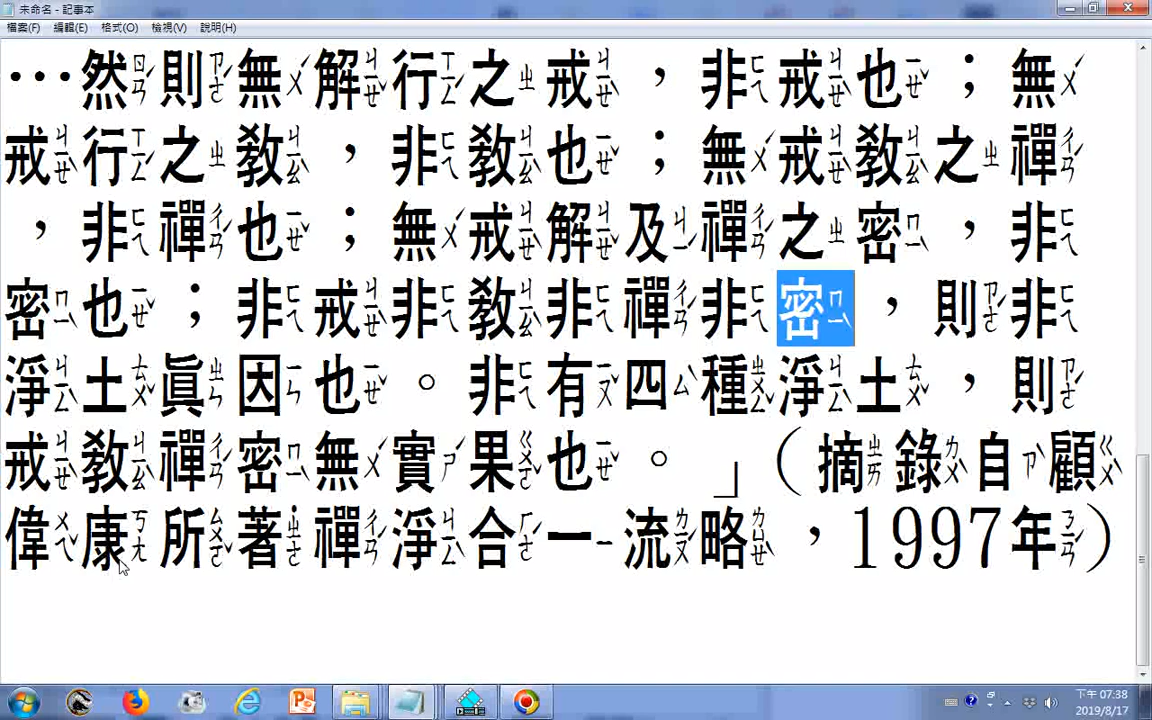 未命名 - 記事本
檔案(F) 編輯(E) 格式(O) 檢視(V) 說明(H)
…然則無解行之戒，非戒也；無
戒行之教，非教也；無戒教之禪
，非禪也；無戒解及禪之密，非
密也；非戒非教非禪非密，則非
淨土眞因也。非有四種淨土，則
戒教禪密無實果也。」(摘錄自顧
偉康所著禪淨合一流略，1997年)
下午 07:38
2019/8/17